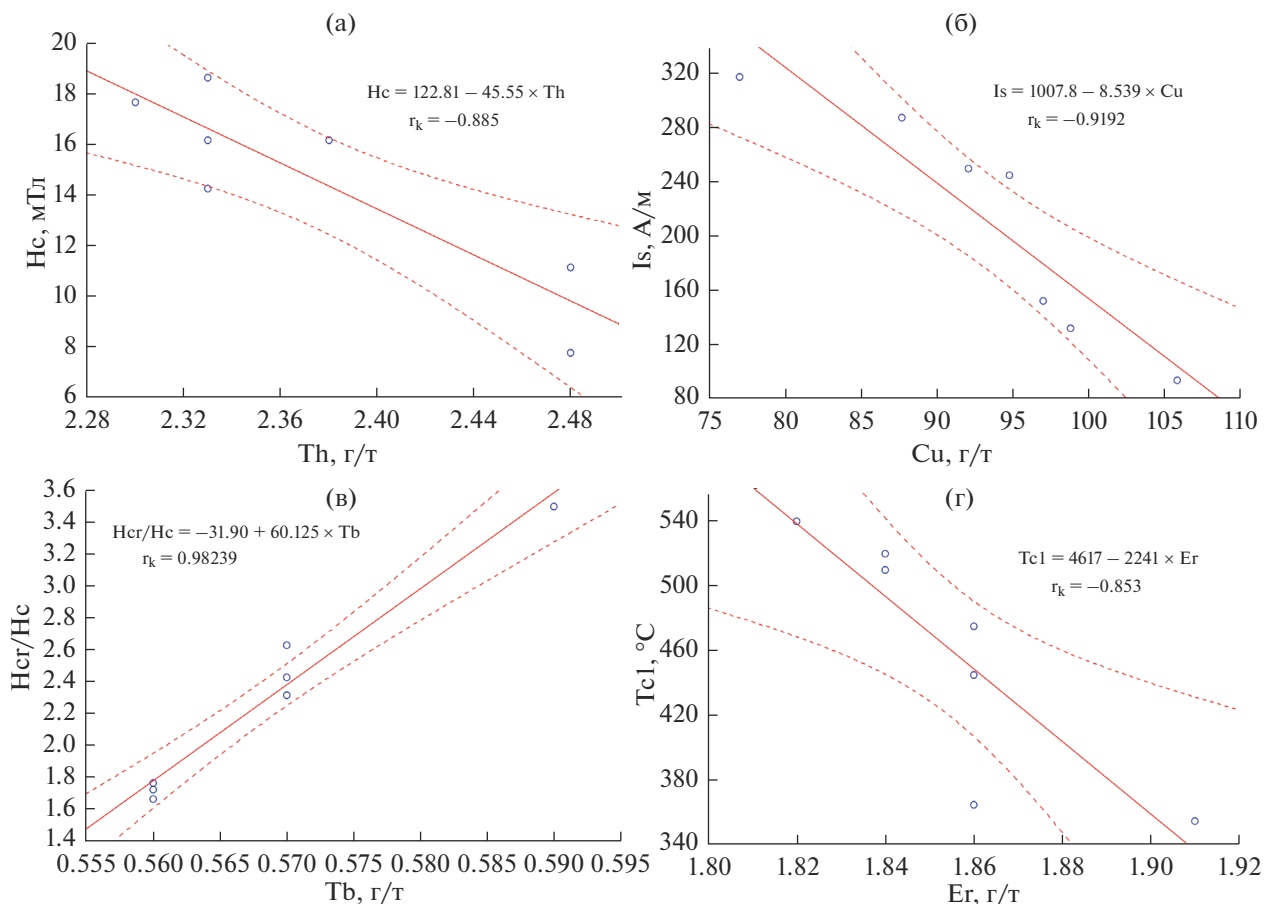 (а)
20
18
16
14
12
10
8
6
Hc, мТл
Hc = 122.81 – 45.55 × Th
r_k = –0.885
2.28 2.33 2.36 2.40 2.44 2.48
Th, г/т
(б)
320
280
240
200
160
120
80
Is, А/м
Is = 1007.8 – 8.539 × Cu
r_k = –0.9192
75 80 85 90 95 100 105 110
Cu, г/т
(в)
3.6
3.4
3.2
3.0
2.8
2.6
2.4
2.2
2.0
1.8
1.6
1.4
Hcr/Hc
Hcr/Hc = –31.90 + 60.125 × Tb
r_k = 0.98239
0.555 0.560 0.565 0.570 0.575 0.580 0.585 0.590 0.595
Tb, г/т
(г)
540
500
460
420
380
340
Tc1, °C
Tc1 = 4617 – 2241 × Er
r_k = –0.853
1.80 1.82 1.84 1.86 1.88 1.90 1.92
Er, г/т